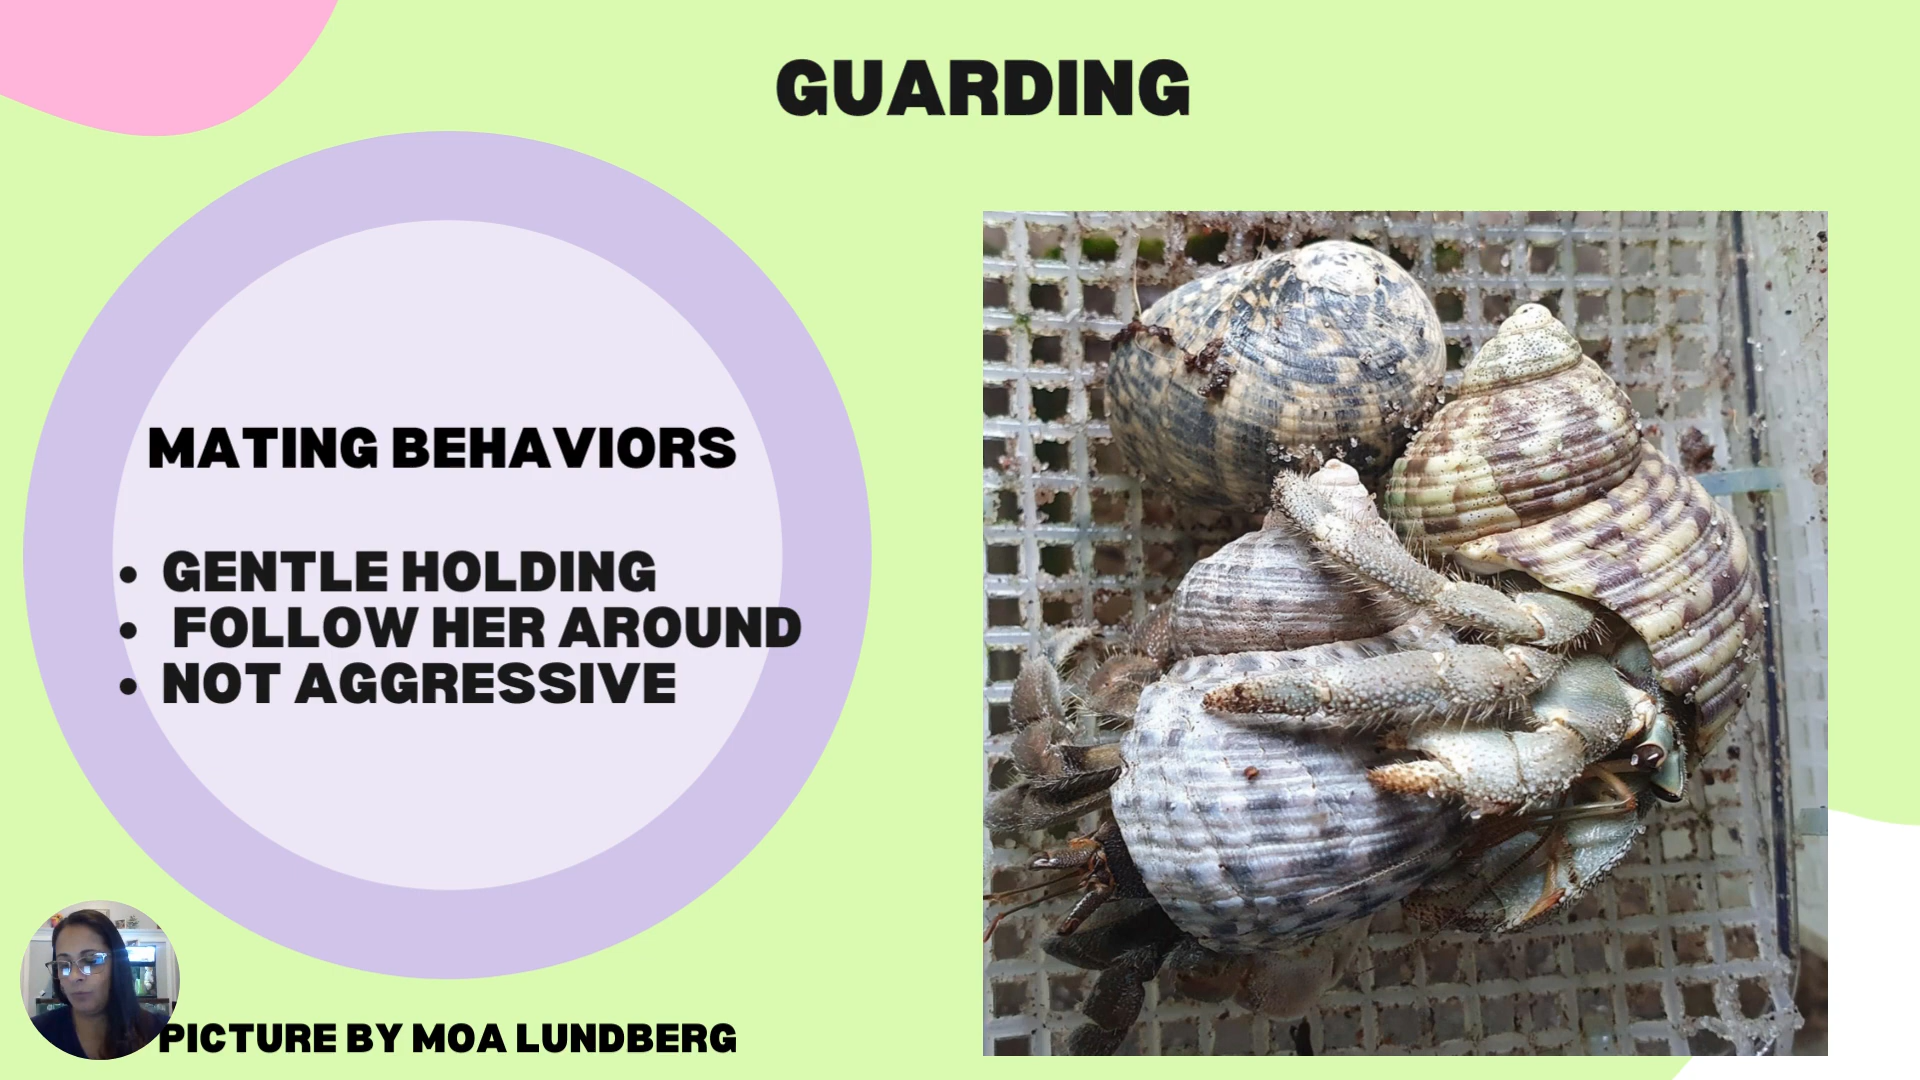 GUARDING
MATING BEHAVIORS
• GENTLE HOLDING
• FOLLOW HER AROUND
• NOT AGGRESSIVE
PICTURE BY MOA LUNDBERG